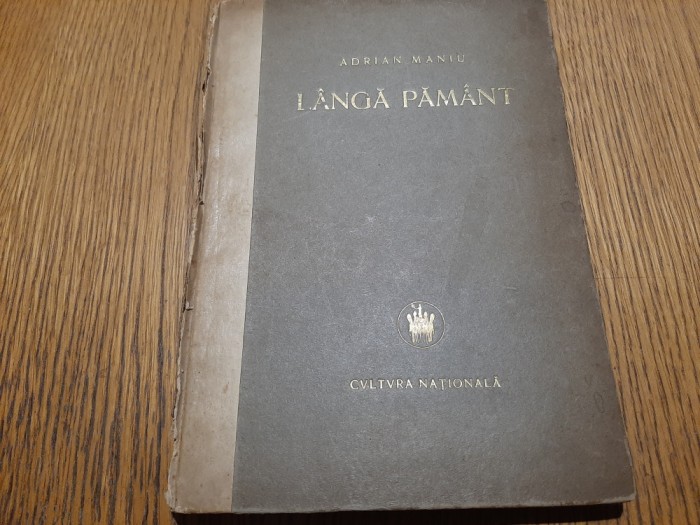 ADRIAN MANIU
LÂNGĂ PĂMÂNT
CVLTVRA NAȚIONALĂ